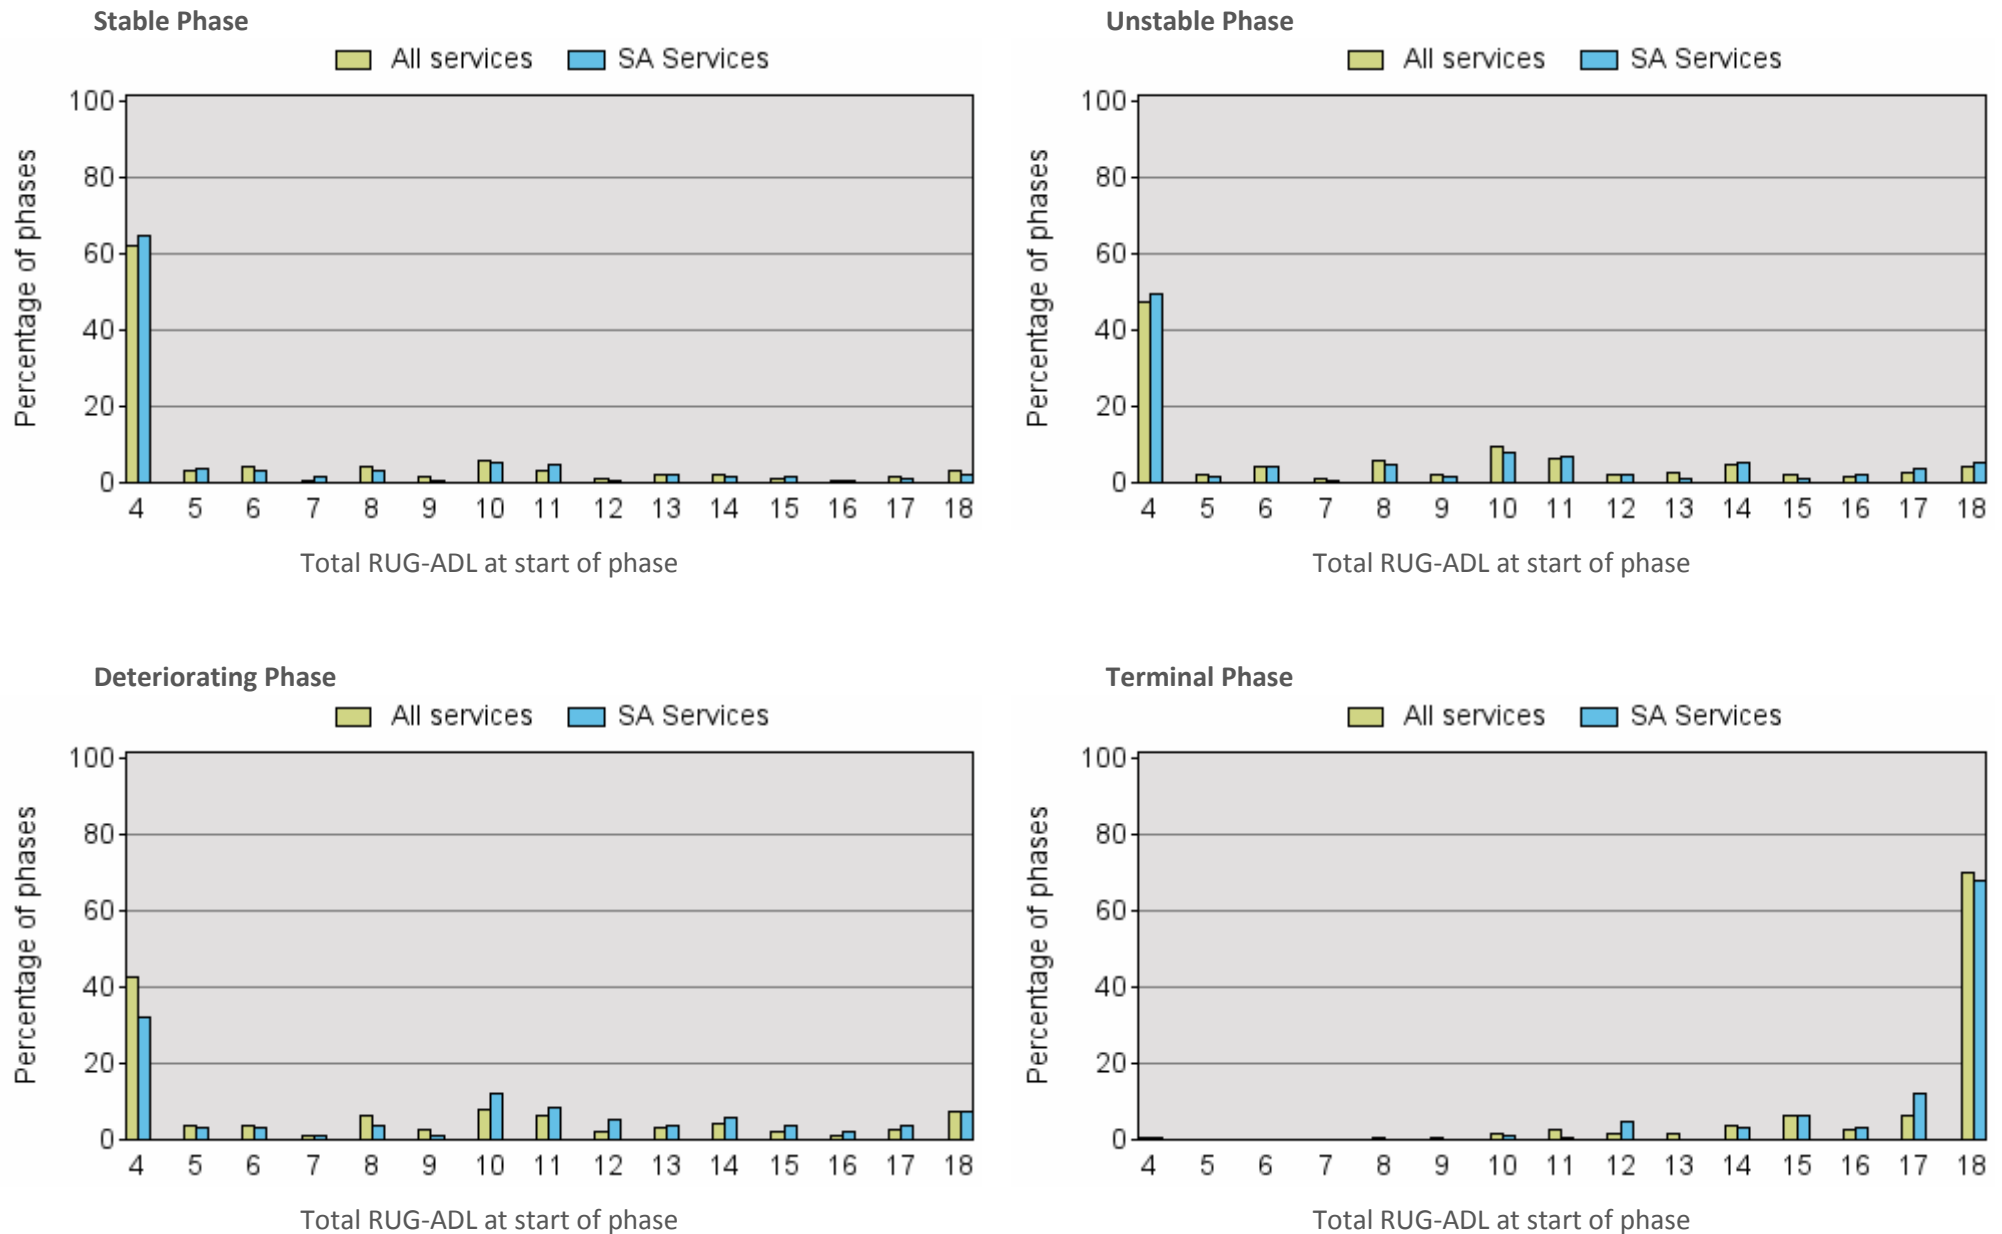 Stable Phase
All services SA Services
Percentage of phases
100
80
60
40
20
0
4 5 6 7 8 9 10 11 12 13 14 15 16 17 18
Total RUG-ADL at start of phase
Unstable Phase
All services SA Services
Percentage of phases
100
80
60
40
20
0
4 5 6 7 8 9 10 11 12 13 14 15 16 17 18
Total RUG-ADL at start of phase
Deteriorating Phase
All services SA Services
Percentage of phases
100
80
60
40
20
0
4 5 6 7 8 9 10 11 12 13 14 15 16 17 18
Total RUG-ADL at start of phase
Terminal Phase
All services SA Services
Percentage of phases
100
80
60
40
20
0
4 5 6 7 8 9 10 11 12 13 14 15 16 17 18
Total RUG-ADL at start of phase